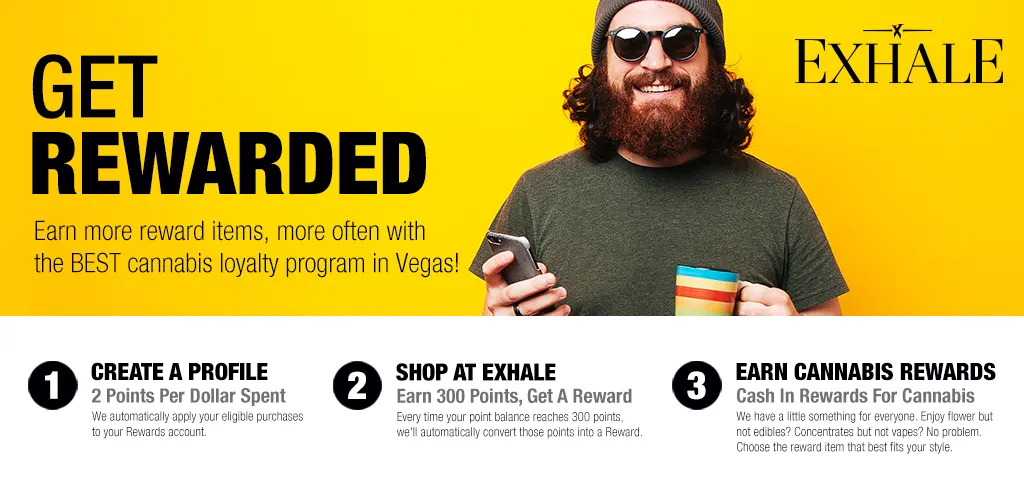 GET
REWARDED
Earn more reward items, more often with
the BEST cannabis loyalty program in Vegas!
EXHALE
1
CREATE A PROFILE
2 Points Per Dollar Spent
We automatically apply your eligible purchases
to your Rewards account.
2
SHOP AT EXHALE
Earn 300 Points, Get A Reward
Every time your point balance reaches 300 points,
we'll automatically convert those points into a Reward.
3
EARN CANNABIS REWARDS
Cash In Rewards For Cannabis
We have a little something for everyone. Enjoy flower but
not edibles? Concentrates but not vapes? No problem.
Choose the reward item that best fits your style.